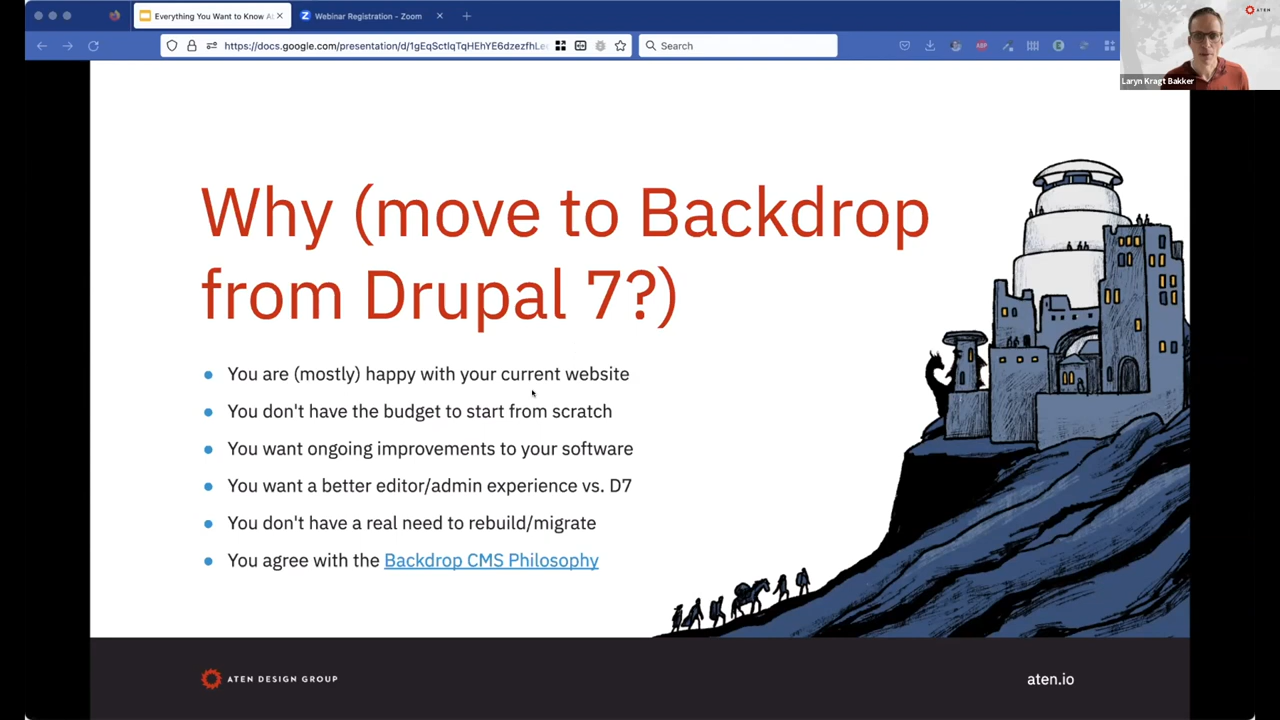 Everything You Want to Know A
Webinar Registration - Zoom
https://docs.google.com/presentation/d/1gEqSctIqTqHEhYE6dzezfhLe
Search
ABP
ATEN
Laryn Kragt Bakker
Why (move to Backdrop
from Drupal 7?)
You are (mostly) happy with your current website
You don't have the budget to start from scratch
You want ongoing improvements to your software
You want a better editor/admin experience vs. D7
You don't have a real need to rebuild/migrate
You agree with the Backdrop CMS Philosophy
ATEN DESIGN GROUP
aten.io